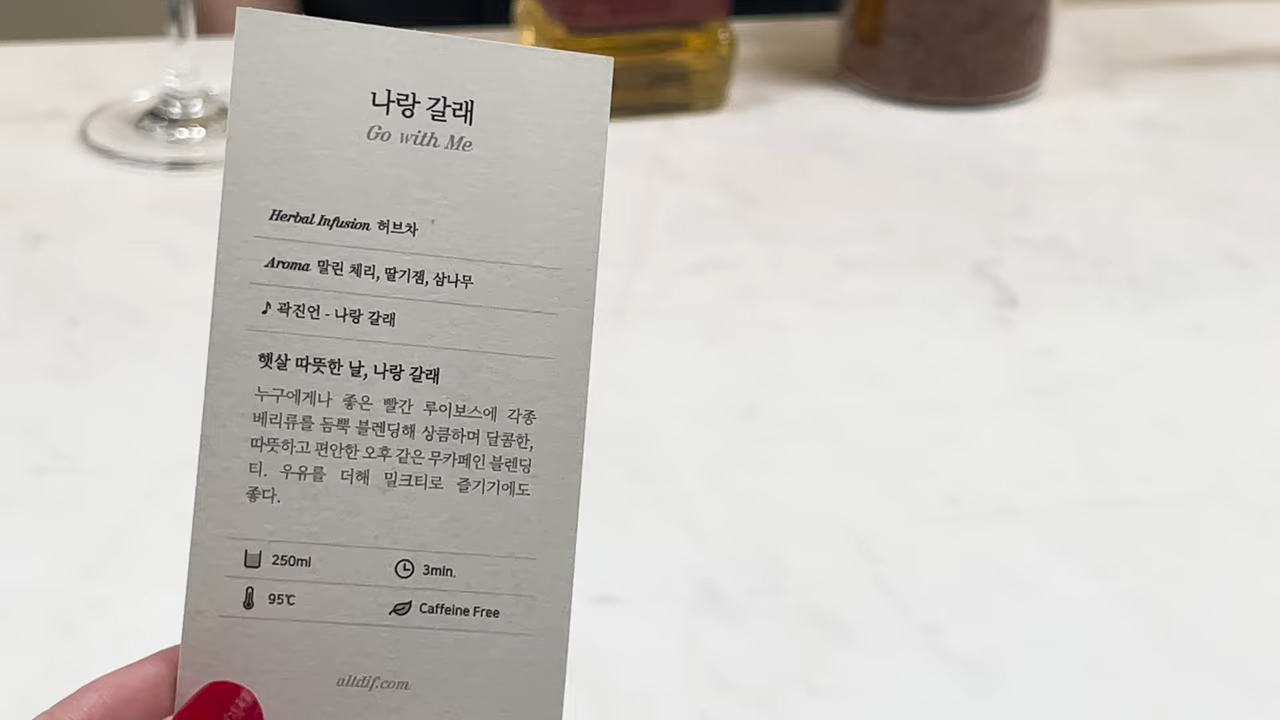 나랑 갈래
Go with Me
Herbal Infusion 허브차
Aroma 말린 체리, 딸기잼, 삼나무
♪ 곽진언 - 나랑 갈래
햇살 따뜻한 날, 나랑 갈래
누구에게나 좋은 빨간 루이보스에 각종
베리류를 듬뿍 블렌딩해 상큼하며 달콤한,
따뜻하고 편안한 오후 같은 무카페인 블렌딩
티. 우유를 더해 밀크티로 즐기기에도
좋다.
250ml 3min.
95℃ Caffeine Free
alldif.com